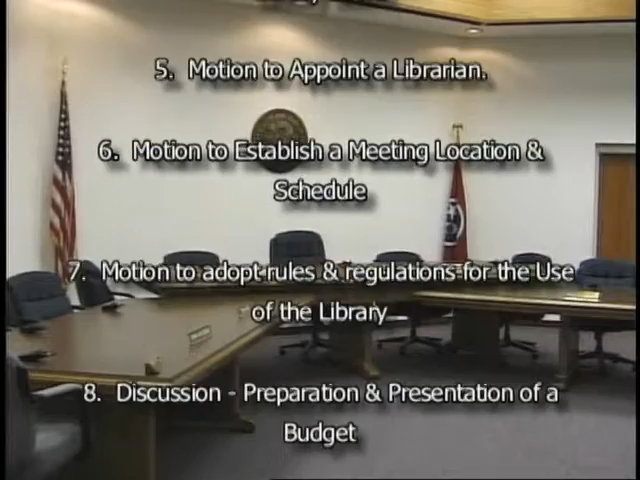 5. Motion to Appoint a Librarian.
6. Motion to Establish a Meeting Location &
Schedule
7. Motion to adopt rules & regulations for the Use
of the Library
8. Discussion - Preparation & Presentation of a
Budget